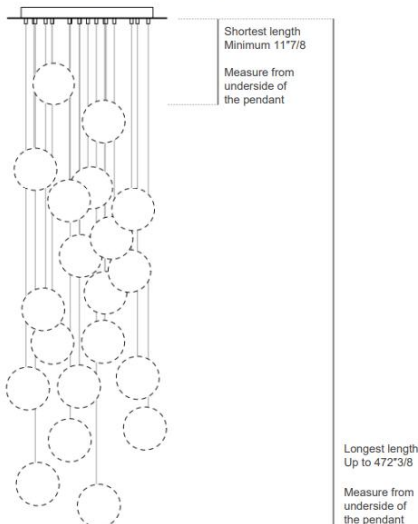 Shortest length
Minimum 11"7/8
Measure from
underside of
the pendant
Longest length
Up to 472"3/8
Measure from
underside of
the pendant